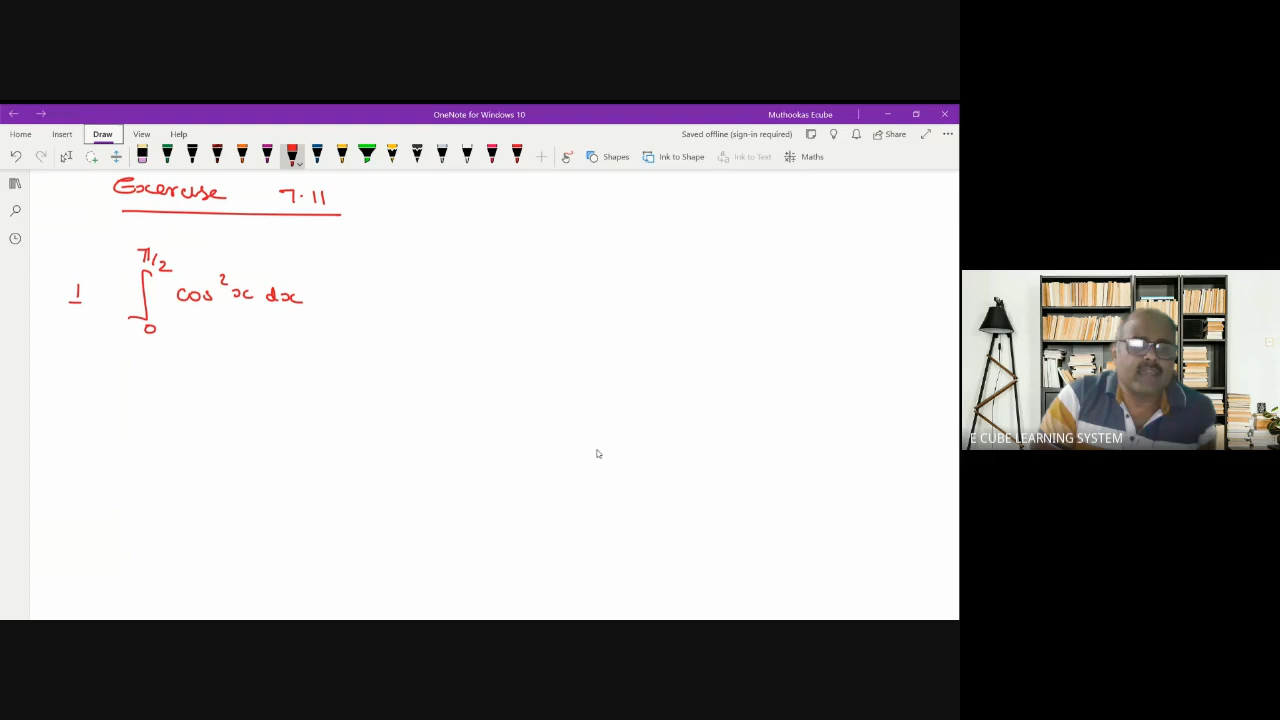 OneNote for Windows 10
Muthookas Ecube
Home Insert Draw View Help
Saved offline (sign-in required) Share
Shapes Ink to Shape Ink to Text Maths
Exercise 7.11
1 ∫₀^π/2 cos²x dx
E CUBE LEARNING SYSTEM